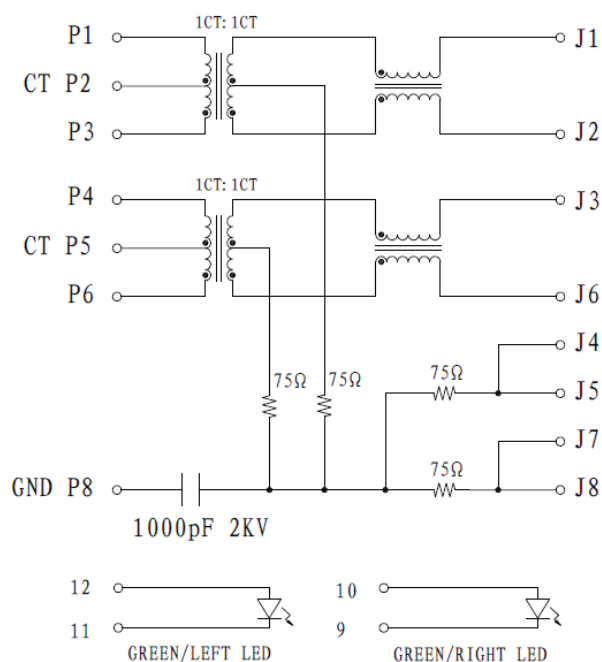 1CT: 1CT
P1
J1
CT P2
P3
J2
1CT: 1CT
P4
J3
CT P5
P6
J6
J4
75Ω 75Ω 75Ω
J5
J7
75Ω
GND P8
J8
1000pF 2KV
12
10
11
9
GREEN/LEFT LED
GREEN/RIGHT LED